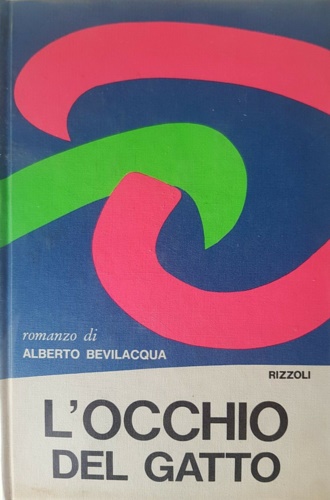 romanzo di
ALBERTO BEVILACQUA
RIZZOLI
L'OCCHIO
DEL GATTO